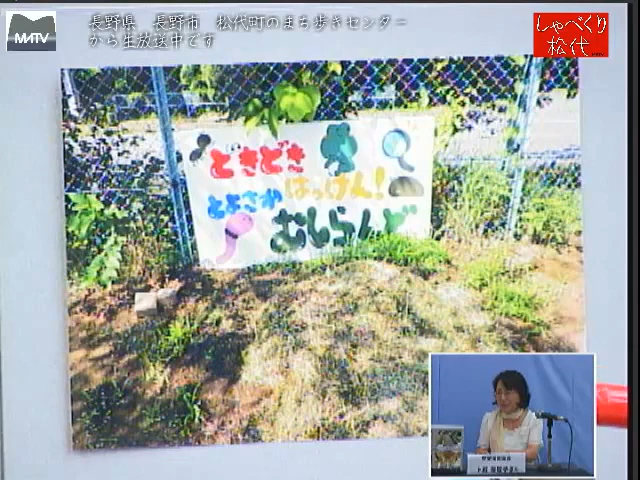 MATV
長野県　長野市　松代町のまち歩きセンター
から生放送中です
しゃべくり
松代
どきどき
とよさか はっけん!
むしらんど